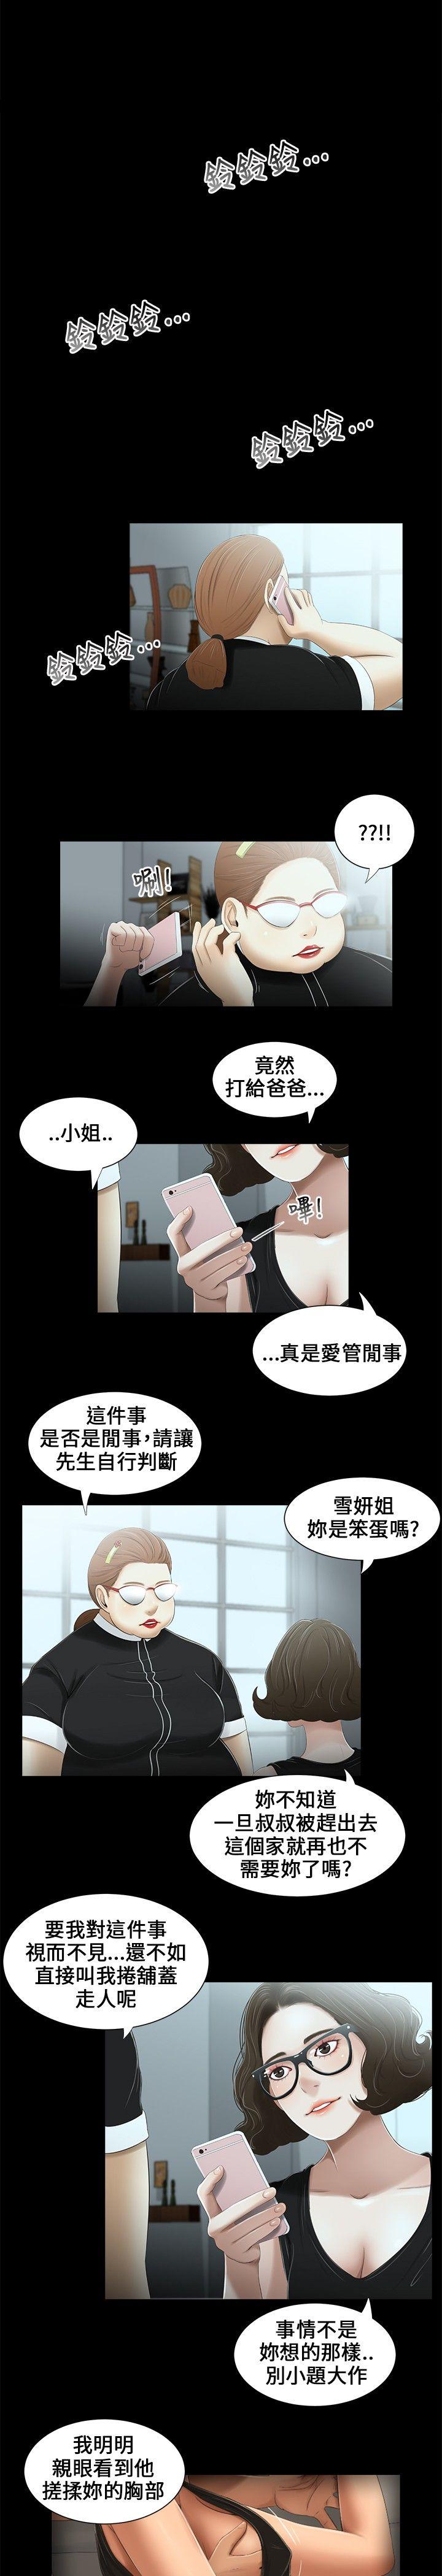 鈴鈴鈴...
鈴鈴鈴...
鈴鈴鈴...
鈴鈴鈴...
??!!
唰!
竟然
打給爸爸...
..小姐..
嗶!
...真是愛管閒事
這件事
是否是閒事,請讓
先生自行判斷
雪妍姐
妳是笨蛋嗎?
妳不知道
一旦叔叔被趕出去
這個家就再也不
需要妳了嗎?
要我對這件事
視而不見...還不如
直接叫我捲舖蓋
走人呢
事情不是
妳想的那樣..
別小題大作
我明明
親眼看到他
搓揉妳的胸部